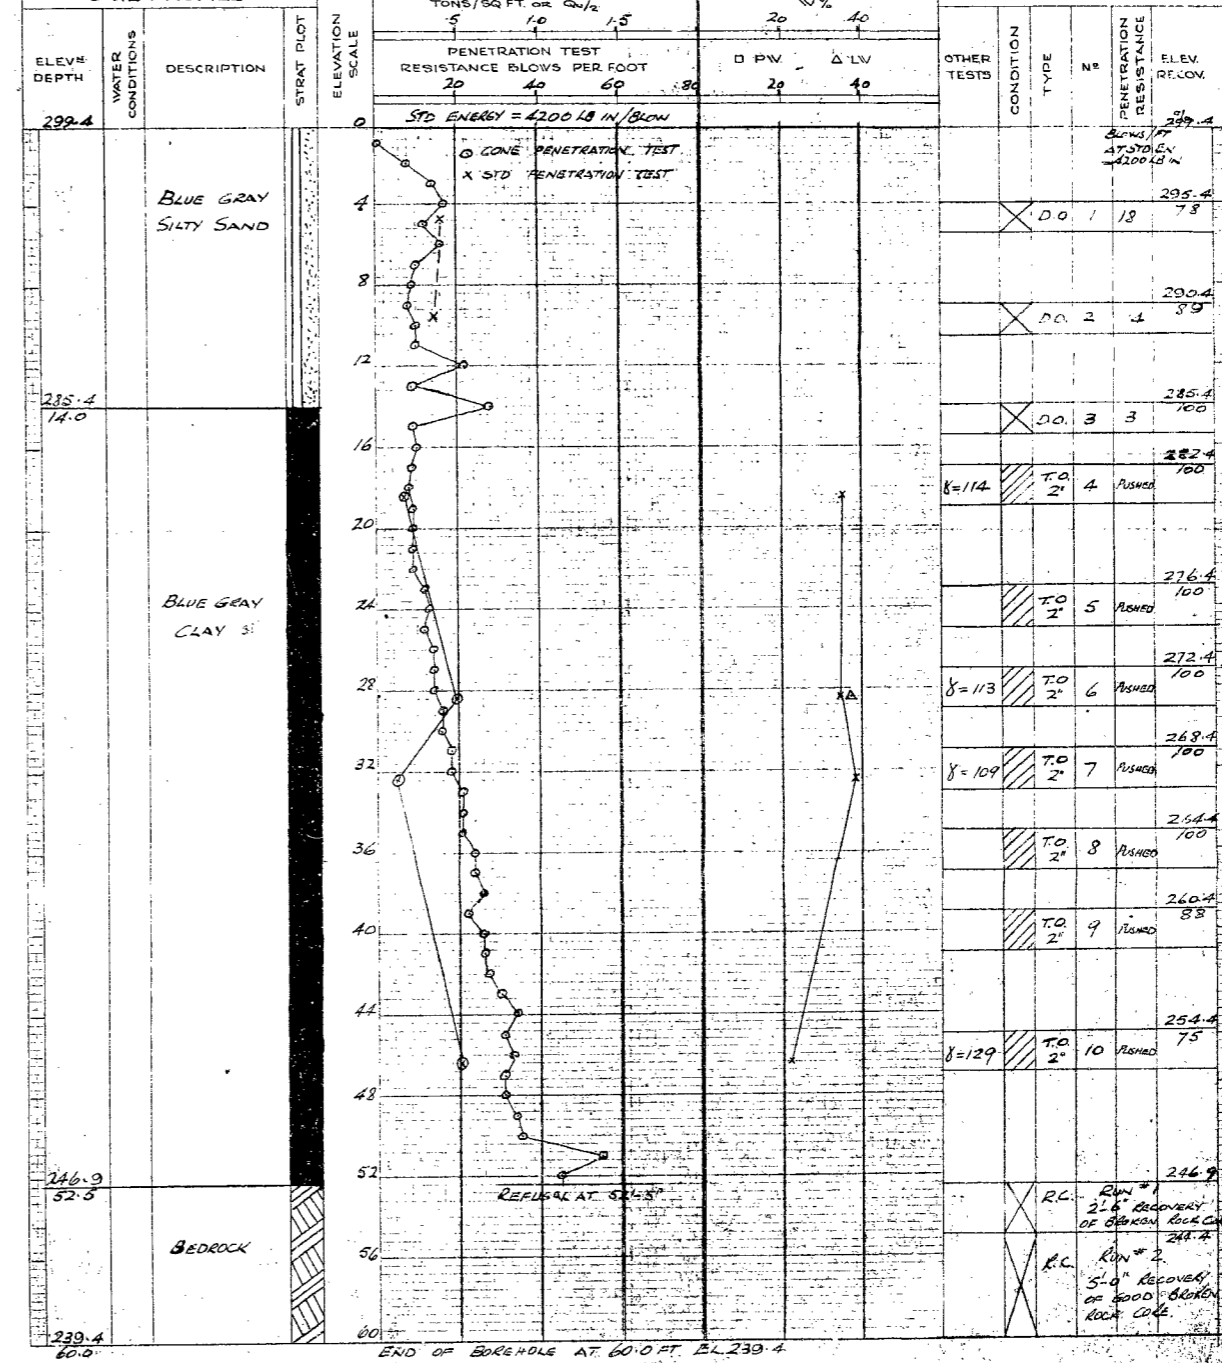 TONS/SQ.FT. OR Qu/2
W%
.5 1.0 1.5
20 40
ELEVN DEPTH
WATER CONDITIONS
DESCRIPTION
STRAT PLOT
ELEVATION SCALE
PENETRATION TEST
RESISTANCE BLOWS PER FOOT
20 40 60 80
□ PW △ LW
20 40
OTHER TESTS
CONDITION
TYPE
Nº
PENETRATION RESISTANCE
ELEV.
RECOV.
%
STD ENERGY = 4200 LB IN/BLOW
299.4
0
299.4
⊙ CONE PENETRATION TEST
x STD PENETRATION TEST
BLOWS/FT
AT STD EN
4200 LB IN
BLUE GRAY
SILTY SAND
4
295.4
D.O. 1 18 78
8
290.4
D.O. 2 89
12
285.4
14.0
285.4
D.O. 3 3 100
16
282.4
γ=114 T.O. 2" 4 PUSHED 100
20
276.4
BLUE GRAY
CLAY
24
T.O. 2" 5 PUSHED 100
272.4
28
γ=113 T.O. 2" 6 PUSHED 100
268.4
32
γ=109 T.O. 2" 7 PUSHED 100
264.4
36
T.O. 2" 8 PUSHED 100
260.4
40
T.O. 2" 9 PUSHED 88
44
254.4
γ=129 T.O. 2" 10 PUSHED 75
48
52
246.9
52.5
246.9
REFUSAL AT 52'-5"
R.C. RUN #1
2'-6" RECOVERY
OF BROKEN ROCK
244.4
BEDROCK
56
R.C. RUN #2
5'-0" RECOVERY
OF GOOD BROKEN
ROCK CORE.
239.4
60.0
60
END OF BOREHOLE AT 60.0 FT. EL 239.4